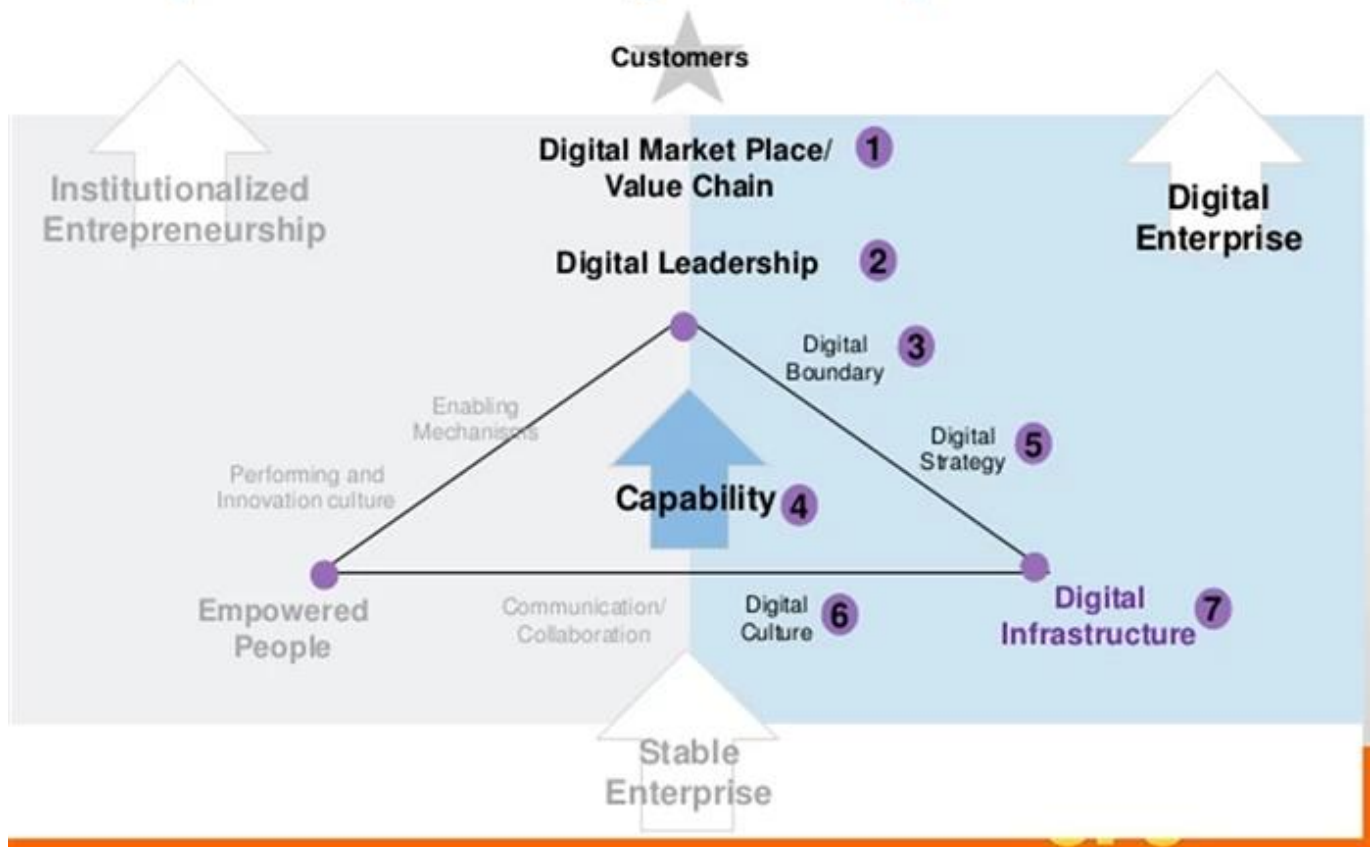 Customers
Digital Market Place/ 1
Value Chain
Institutionalized
Entrepreneurship
Digital
Enterprise
Digital Leadership 2
Digital 3
Boundary
Enabling
Mechanisms
Digital 5
Strategy
Performing and
Innovation culture
Capability 4
Empowered
People
Communication/
Collaboration
Digital 6
Culture
Digital 7
Infrastructure
Stable
Enterprise